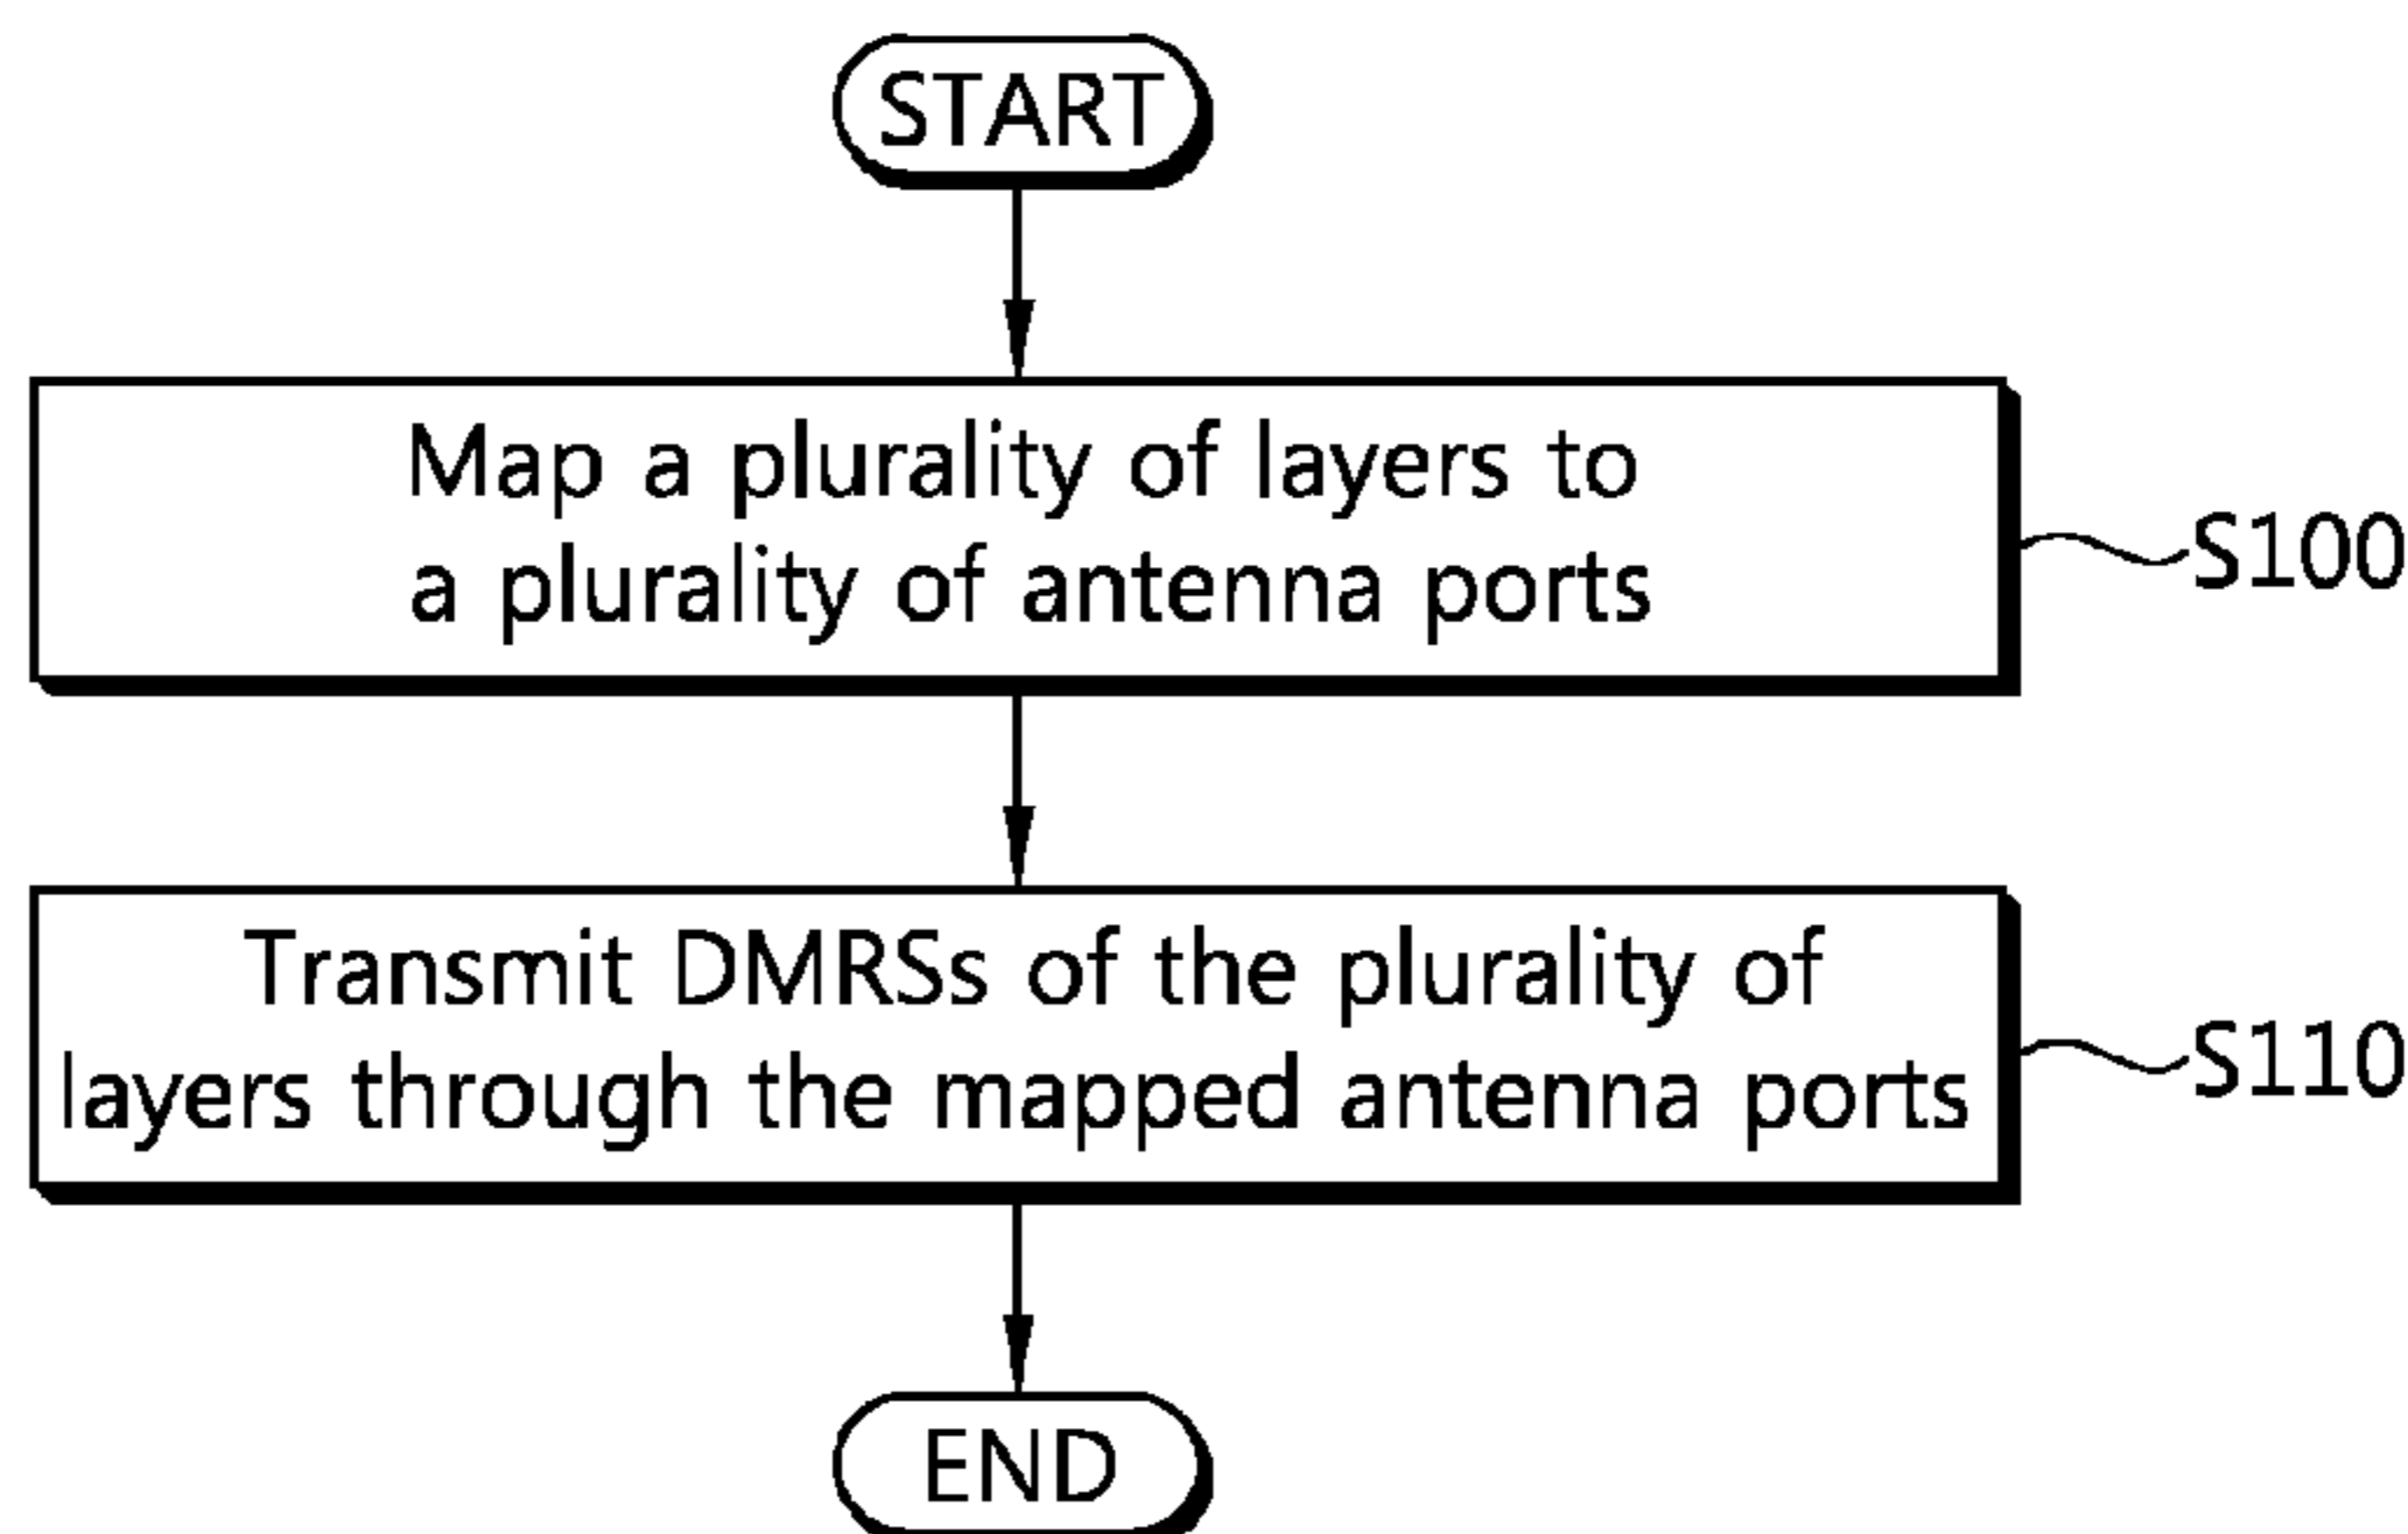 START
Map a plurality of layers to
a plurality of antenna ports
S100
Transmit DMRSs of the plurality of
layers through the mapped antenna ports
S110
END